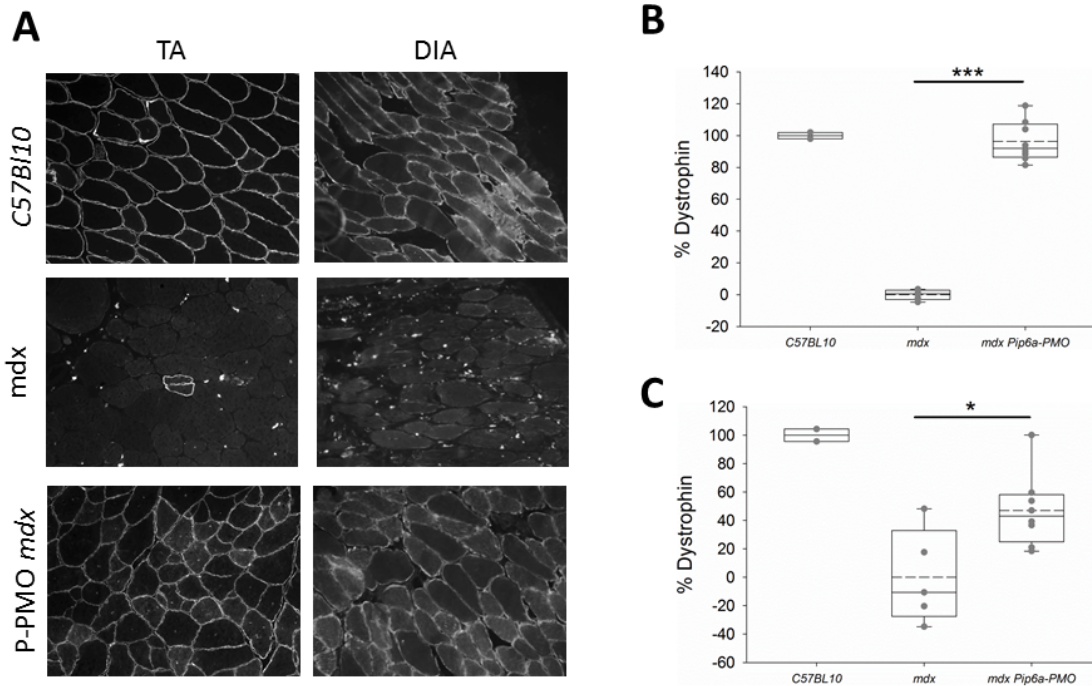 A
TA
DIA
C57Bl10
mdx
P-PMO mdx
B
140
120
100
80
60
40
20
0
-20
% Dystrophin
***
C57BL10
mdx
mdx Pip6a-PMO
C
120
100
80
60
40
20
0
-20
-40
-60
% Dystrophin
*
C57BL10
mdx
mdx Pip6a-PMO